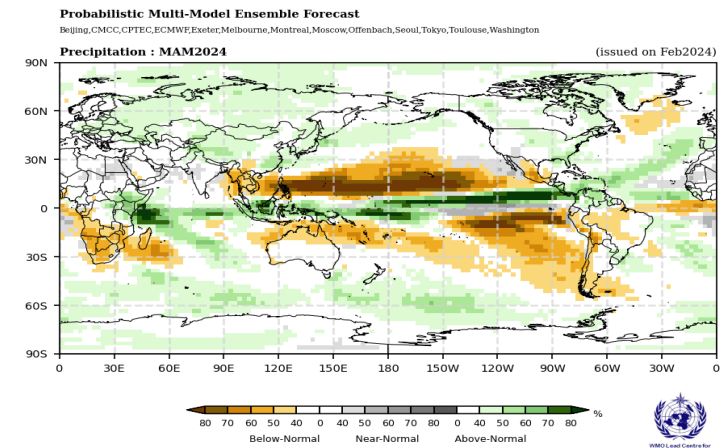 Probabilistic Multi-Model Ensemble Forecast
Beijing,CMCC,CPTEC,ECMWF,Exeter,Melbourne,Montreal,Moscow,Offenbach,Seoul,Tokyo,Toulouse,Washington
Precipitation : MAM2024 (issued on Feb2024)
90N
60N
30N
0
30S
60S
90S
0 30E 60E 90E 120E 150E 180 150W 120W 90W 60W 30W 0
80 70 60 50 40 0 40 50 60 70 80 0 40 50 60 70 80 %
Below-Normal Near-Normal Above-Normal
WMO Lead Centre for